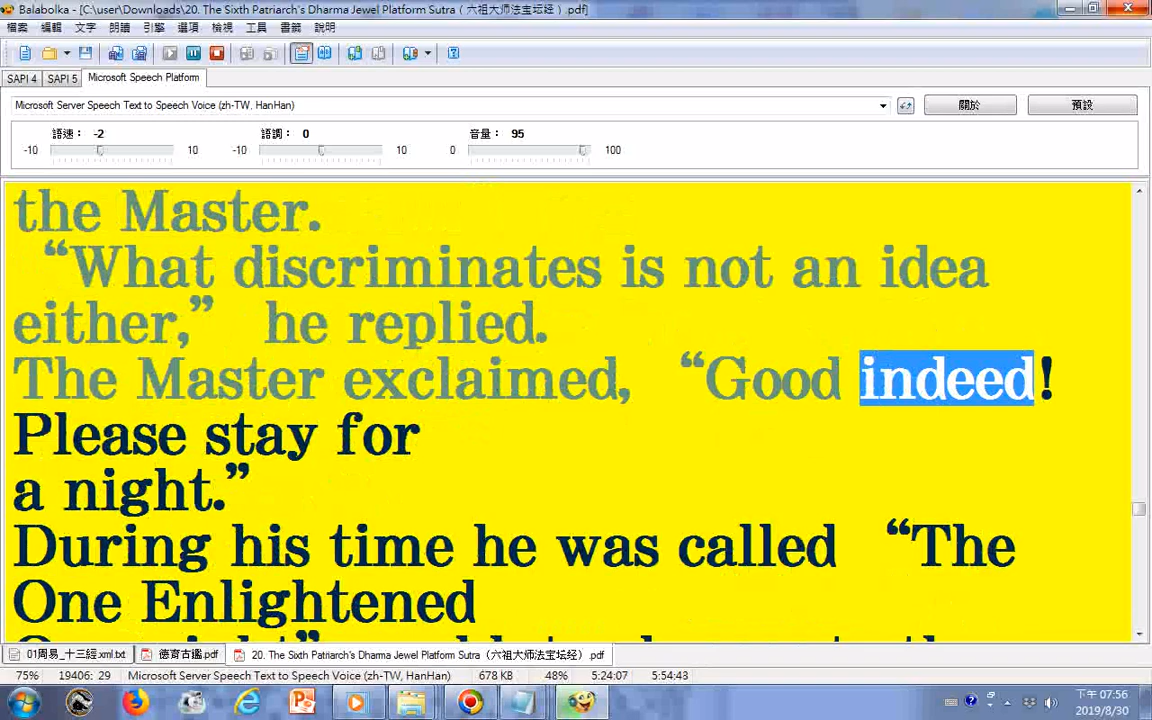 Balabolka - [C:\user\Downloads\20. The Sixth Patriarch's Dharma Jewel Platform Sutra（六祖大师法宝坛经）.pdf]
檔案 編輯 文字 朗讀 引擎 選項 檢視 工具 書籤 說明
SAPI 4 SAPI 5 Microsoft Speech Platform
Microsoft Server Speech Text to Speech Voice (zh-TW, HanHan) 關於 預設
語速： -2 語調： 0 音量： 95
-10 10 -10 10 0 100
the Master.
“What discriminates is not an idea
either,” he replied.
The Master exclaimed, “Good indeed!
Please stay for
a night.”
During his time he was called “The
One Enlightened
01周易_十三經.xml.txt 德育古鑑.pdf 20. The Sixth Patriarch's Dharma Jewel Platform Sutra（六祖大师法宝坛经）.pdf
75% 19406: 29 Microsoft Server Speech Text to Speech Voice (zh-TW, HanHan) 678 KB 48% 5:24:07 5:54:43
下午 07:56
2019/8/30